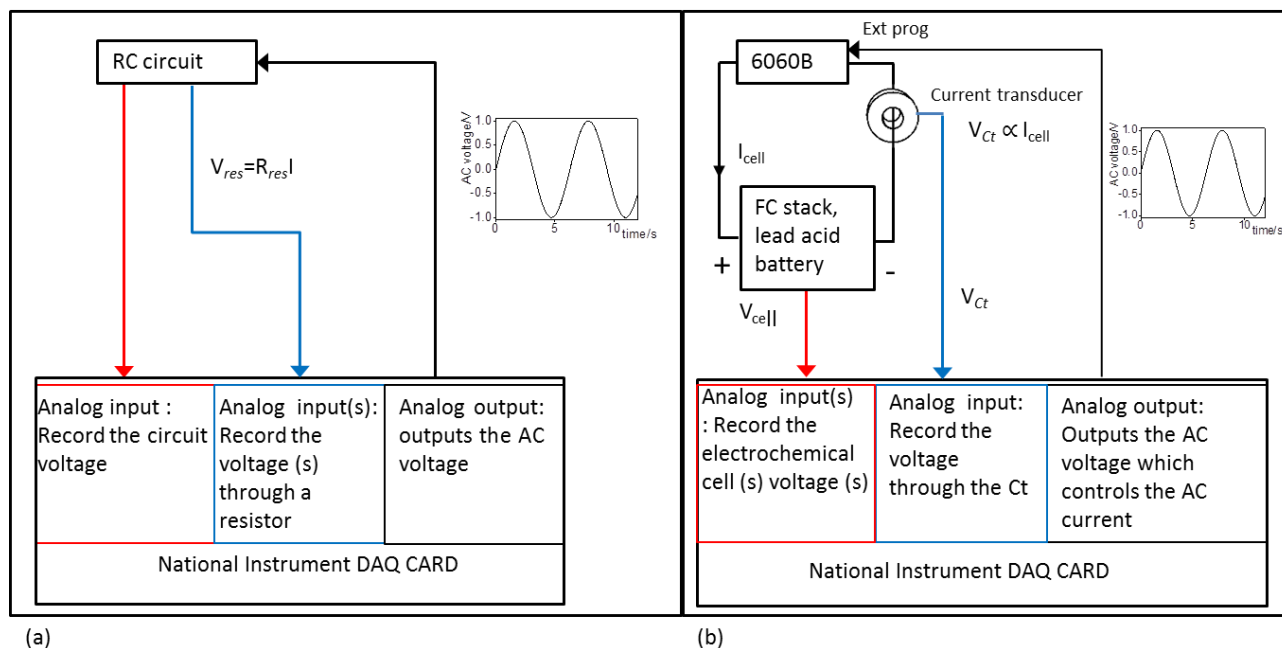 RC circuit
V_res=R_resI
AC voltage/V
1.0
0.5
0.0
-0.5
-1.0
0 5 10 time/s
Analog input :
Record the circuit
voltage
Analog input(s):
Record the
voltage (s)
through a
resistor
Analog output:
outputs the AC
voltage
National Instrument DAQ CARD
(a)
Ext prog
6060B
Current transducer
V_Ct ∝ I_cell
I_cell
AC voltage/V
1.0
0.5
0.0
-0.5
-1.0
0 5 10 time/s
FC stack,
lead acid
battery
+ -
V_cell
V_Ct
Analog input(s)
: Record the
electrochemical
cell (s) voltage (s)
Analog input:
Record the
voltage
through the Ct
Analog output:
Outputs the AC
voltage which
controls the AC
current
National Instrument DAQ CARD
(b)